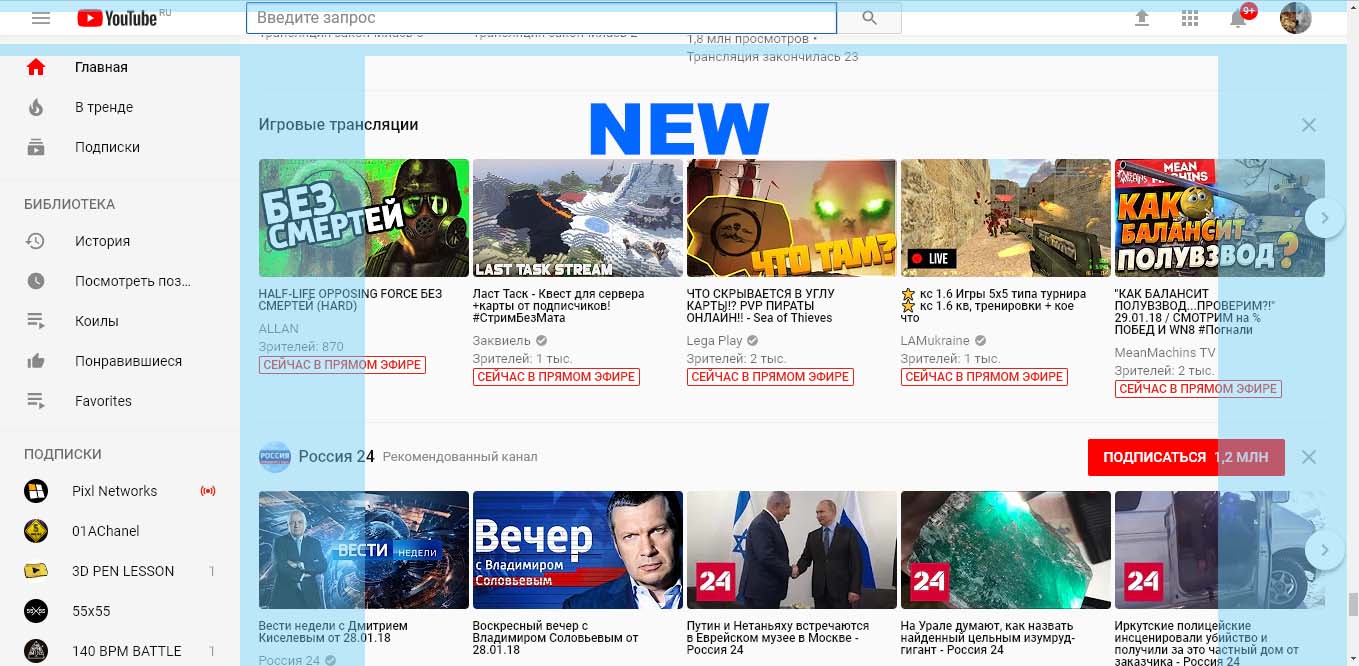 YouTube RU
Введите запрос
9+
1,8 млн просмотров •
Трансляция закончилась 23
Главная
В тренде
Подписки
БИБЛИОТЕКА
История
Посмотреть поз...
Коилы
Понравившиеся
Favorites
ПОДПИСКИ
Pixl Networks
01AChanel
3D PEN LESSON 1
55x55
140 BPM BATTLE 1
Игровые трансляции
NEW
БЕЗ
СМЕРТЕЙ
HALF-LIFE OPPOSING FORCE БЕЗ
СМЕРТЕЙ (HARD)
ALLAN
Зрителей: 870
СЕЙЧАС В ПРЯМОМ ЭФИРЕ
LAST TASK STREAM
Ласт Таск - Квест для сервера
+карты от подписчиков!
#СтримБезМата
Заквиель
Зрителей: 1 тыс.
СЕЙЧАС В ПРЯМОМ ЭФИРЕ
ЧТО ТАМ?
ЧТО СКРЫВАЕТСЯ В УГЛУ
КАРТЫ!? PVP ПИРАТЫ
ОНЛАЙН!! - Sea of Thieves
Lega Play
Зрителей: 2 тыс.
СЕЙЧАС В ПРЯМОМ ЭФИРЕ
LIVE
кс 1.6 Игры 5x5 типа турнира
кс 1.6 кв, тренировки + кое
что
LAMukraine
Зрителей: 1 тыс.
СЕЙЧАС В ПРЯМОМ ЭФИРЕ
MEAN
MACHINS
КАК
БАЛАНСИТ
ПОЛУВЗВОД?
"КАК БАЛАНСИТ
ПОЛУВЗВОД...ПРОВЕРИМ?!"
29.01.18 / СМОТРИМ на %
ПОБЕД И WN8 #Погнали
MeanMachins TV
Зрителей: 2 тыс.
СЕЙЧАС В ПРЯМОМ ЭФИРЕ
РОССИЯ
Россия 24 Рекомендованный канал
ПОДПИСАТЬСЯ 1,2 МЛН
ВЕСТИ НЕДЕЛИ
Вести недели с Дмитрием
Киселевым от 28.01.18
Россия 24
Вечер
с Владимиром
Соловьевым
Воскресный вечер с
Владимиром Соловьевым от
28.01.18
24
Путин и Нетаньяху встречаются
в Еврейском музее в Москве -
Россия 24
24
На Урале думают, как назвать
найденный цельным изумруд-
гигант - Россия 24
24
Иркутские полицейские
инсценировали убийство и
получили за это частный дом от
заказчика - Россия 24